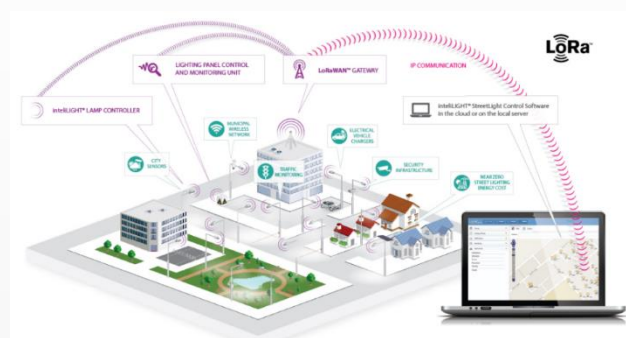 LoRa™
LIGHTING PANEL CONTROL
AND MONITORING UNIT
LoRaWAN™ GATEWAY
IP COMMUNICATION
inteliLIGHT® LAMP CONTROLLER
inteliLIGHT® StreetLight Control Software
in the cloud or on the local server
MUNICIPAL
WIRELESS
NETWORK
ELECTRICAL
VEHICLE
CHARGERS
CITY
SENSORS
TRAFFIC
MONITORING
SECURITY
INFRASTRUCTURE
NEAR ZERO
STREET LIGHTING
ENERGY COST